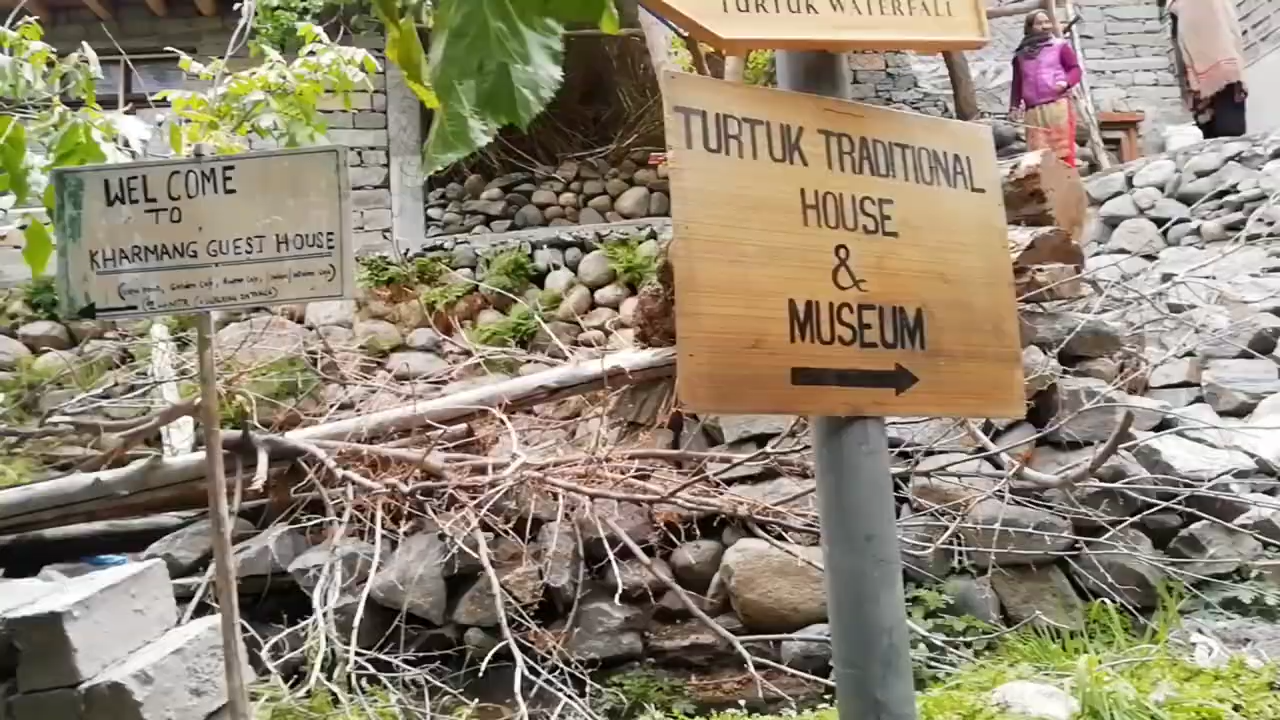 TURTUK WATERFALL
WEL COME
TO
KHARMANG GUEST HOUSE
TURTUK TRADITIONAL
HOUSE
&
MUSEUM